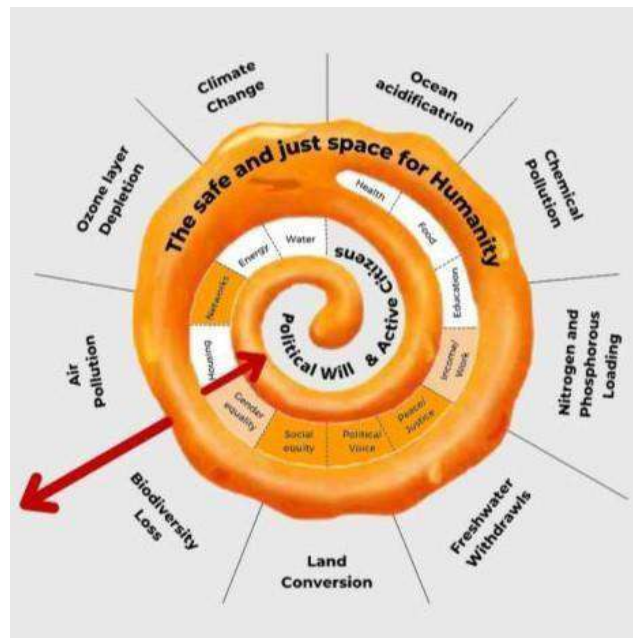 Climate
Change
Ocean
acidificatrion
Chemical
Pollution
Nitrogen and
Phosphorous
Loading
Freshwater
Withdrawls
Land
Conversion
Biodiversity
Loss
Air
Pollution
Ozone layer
Depletion
The safe and just space for Humanity
Health
Food
Education
Income/
Work
Peace/
Justice
Political
Voice
Social
equity
Gender
equality
Housing
Networks
Energy
Water
Political Will & Active citizens